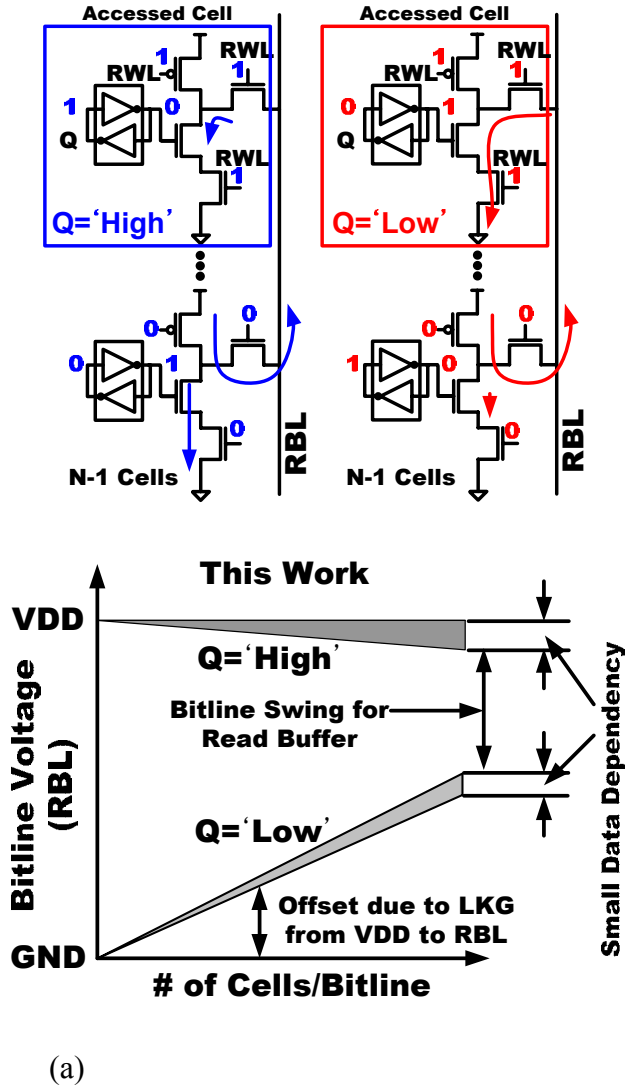 Accessed Cell
1
RWL
1
1
0
Q
RWL
1
Q='High'
0
0
0
1
0
N-1 Cells
RBL
Accessed Cell
1
RWL
1
0
1
Q
RWL
1
Q='Low'
0
0
1
0
0
N-1 Cells
RBL
This Work
VDD
Q='High'
Bitline Swing for
Read Buffer
Q='Low'
Offset due to LKG
from VDD to RBL
GND
# of Cells/Bitline
Bitline Voltage
(RBL)
Small Data Dependency
(a)